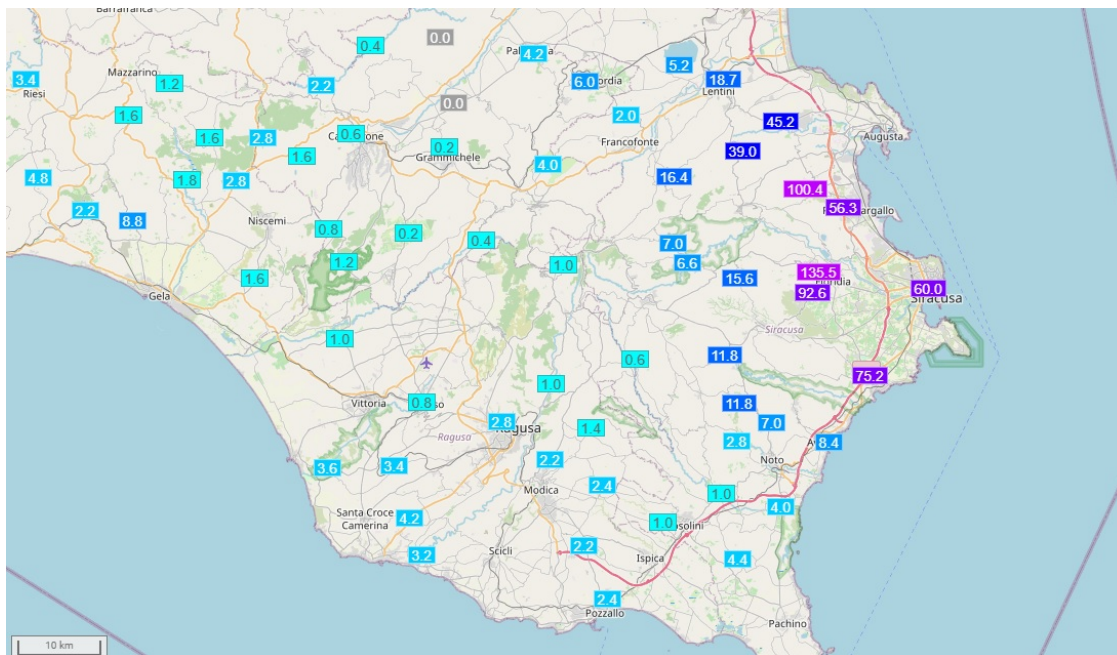 Barrafranca
0.0
0.4
4.2
5.2
3.4
Mazzarino
6.0
18.7
Riesi
1.2
2.2
Lentini
0.0
1.6
2.0
45.2
Augusta
1.6
2.8
0.6
0.2
Francofonte
1.6
Grammichele
39.0
4.8
1.8
2.8
4.0
16.4
100.4
2.2
8.8
Niscemi
56.3
0.8
0.2
0.4
7.0
1.2
1.0
6.6
1.6
15.6
135.5
Gela
92.6
60.0
Siracusa
Siracusa
1.0
0.6
11.8
75.2
Vittoria
0.8
1.0
11.8
2.8
Ragusa
Ragusa
1.4
7.0
2.8
8.4
3.6
3.4
2.2
Noto
Modica
2.4
1.0
4.0
Santa Croce
Camerina
4.2
1.0
3.2
Scicli
2.2
Ispica
4.4
2.4
Pozzallo
Pachino
10 km